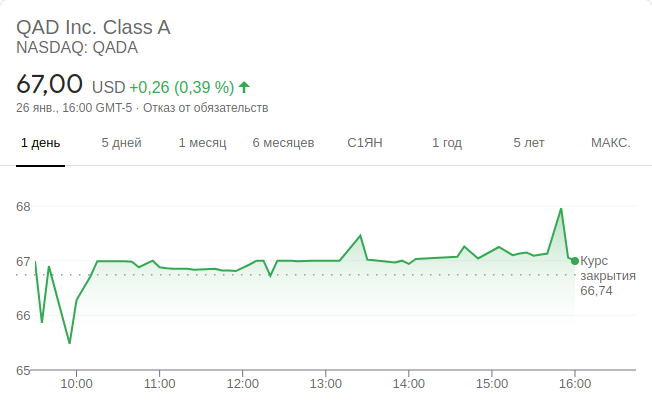 QAD Inc. Class A
NASDAQ: QADA
67,00 USD +0,26 (0,39 %)
26 янв., 16:00 GMT-5 · Отказ от обязательств
1 день 5 дней 1 месяц 6 месяцев С1ЯН 1 год 5 лет МАКС.
68
67
Курс
закрытия
66,74
66
65
10:00 11:00 12:00 13:00 14:00 15:00 16:00